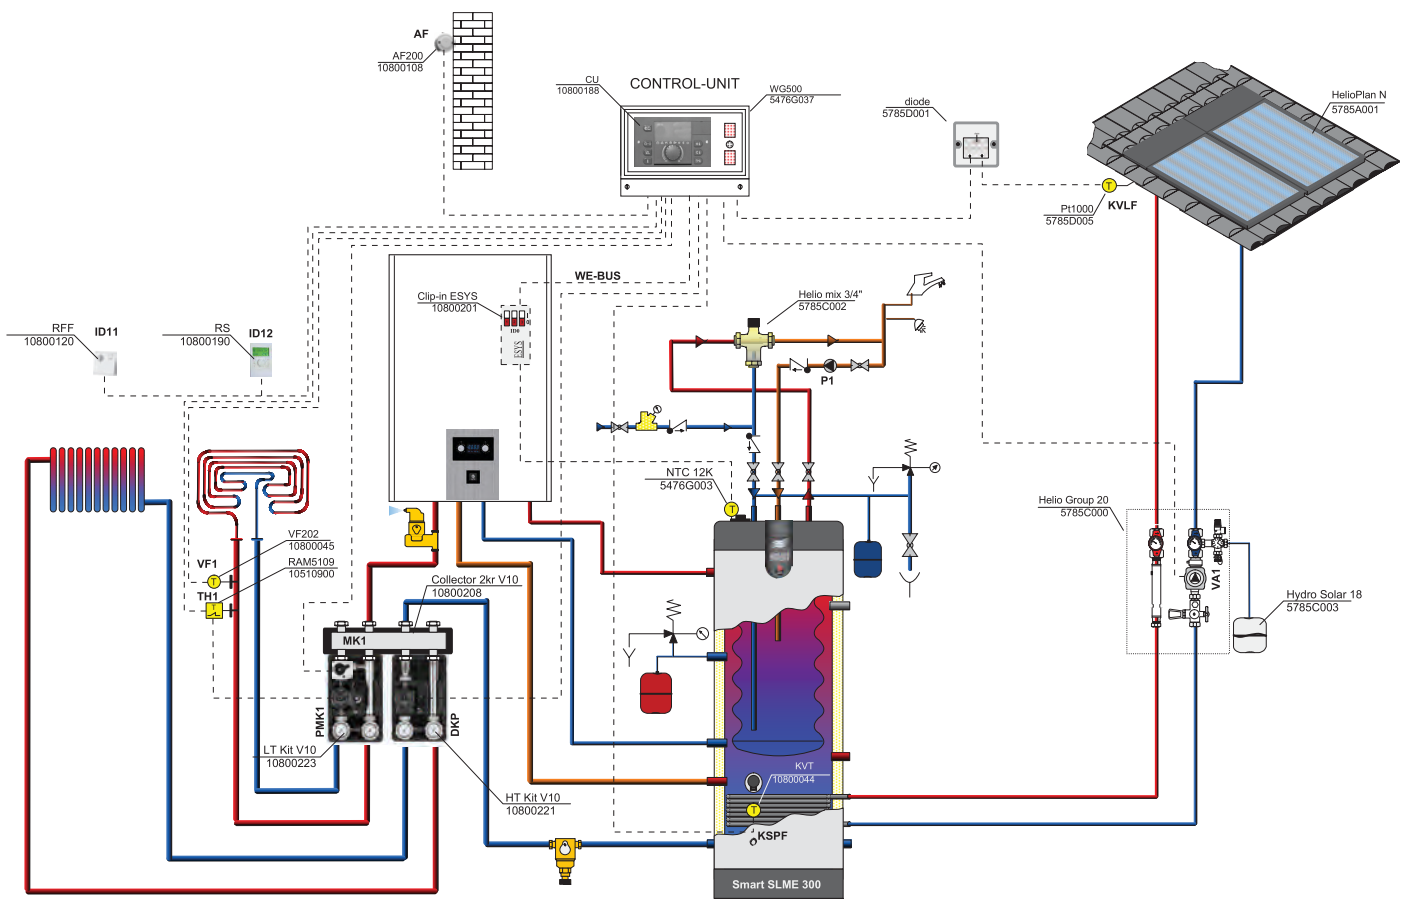 AF
AF200
10800108
CU
10800188
CONTROL-UNIT
WG500
5476G037
diode
5785D001
HelioPlan N
5785A001
T
KVLF
Pt1000
5785D005
WE-BUS
Clip-in ESYS
10800201
ID0
ESYS
Helio mix 3/4"
5785C002
P1
RFF
10800120
ID11
RS
10800190
ID12
NTC 12K
5476G003
T
Helio Group 20
5785C000
VA1
Hydro Solar 18
5785C003
VF202
10800045
VF1
T
RAM5109
10510900
TH1
T
Collector 2kr V10
10800208
MK1
PMK1
DKP
LT Kit V10
10800223
HT Kit V10
10800221
KVT
10800044
T
KSPF
Smart SLME 300